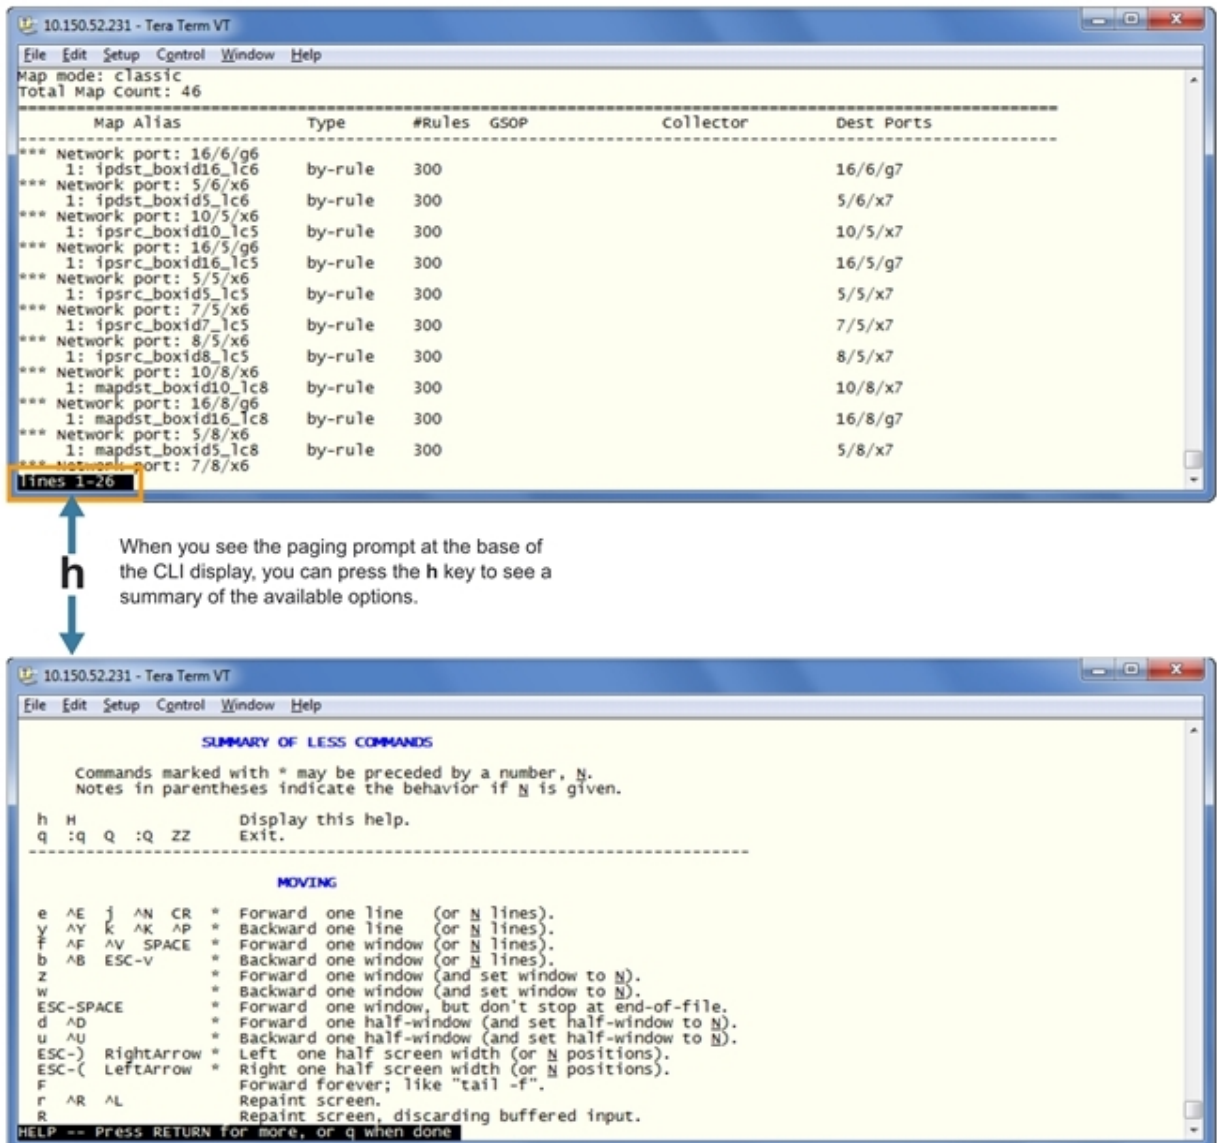 10.150.52.231 - Tera Term VT
File Edit Setup Control Window Help
Map mode: classic
Total Map Count: 46
Map Alias Type #Rules GSOP Collector Dest Ports
*** Network port: 16/6/g6
1: ipdst_boxid16_lc6 by-rule 300 16/6/g7
*** Network port: 5/6/x6
1: ipdst_boxid5_lc6 by-rule 300 5/6/x7
*** Network port: 10/5/x6
1: ipsrc_boxid10_lc5 by-rule 300 10/5/x7
*** Network port: 16/5/g6
1: ipsrc_boxid16_lc5 by-rule 300 16/5/g7
*** Network port: 5/5/x6
1: ipsrc_boxid5_lc5 by-rule 300 5/5/x7
*** Network port: 7/5/x6
1: ipsrc_boxid7_lc5 by-rule 300 7/5/x7
*** Network port: 8/5/x6
1: ipsrc_boxid8_lc5 by-rule 300 8/5/x7
*** Network port: 10/8/x6
1: mapdst_boxid10_lc8 by-rule 300 10/8/x7
*** Network port: 16/8/g6
1: mapdst_boxid16_lc8 by-rule 300 16/8/g7
*** Network port: 5/8/x6
1: mapdst_boxid5_lc8 by-rule 300 5/8/x7
*** Network port: 7/8/x6
lines 1-26
h
When you see the paging prompt at the base of
the CLI display, you can press the h key to see a
summary of the available options.
10.150.52.231 - Tera Term VT
File Edit Setup Control Window Help
SUMMARY OF LESS COMMANDS
Commands marked with * may be preceded by a number, N.
Notes in parentheses indicate the behavior if N is given.
h H Display this help.
q :q Q :Q ZZ Exit.
MOVING
e ^E j ^N CR * Forward one line (or N lines).
y ^Y k ^K ^P * Backward one line (or N lines).
f ^F ^V SPACE * Forward one window (or N lines).
b ^B ESC-v * Backward one window (or N lines).
z * Forward one window (and set window to N).
w * Backward one window (and set window to N).
ESC-SPACE * Forward one window, but don't stop at end-of-file.
d ^D * Forward one half-window (and set half-window to N).
u ^U * Backward one half-window (and set half-window to N).
ESC-) RightArrow * Left one half screen width (or N positions).
ESC-( LeftArrow * Right one half screen width (or N positions).
F Forward forever; like "tail -f".
r ^R ^L Repaint screen.
R Repaint screen, discarding buffered input.
HELP -- Press RETURN for more, or q when done